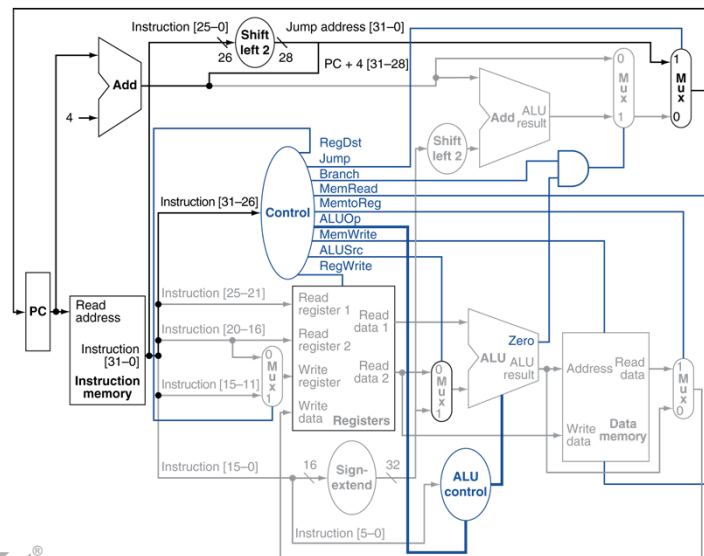 Instruction [25–0]
Shift
left 2
Jump address [31–0]
26
28
PC + 4 [31–28]
Add
4
0
Mux
1
1
Mux
0
Add
ALU
result
Shift
left 2
RegDst
Jump
Branch
MemRead
MemtoReg
ALUOp
MemWrite
ALUSrc
RegWrite
Control
Instruction [31–26]
PC
Read
address
Instruction
[31–0]
Instruction
memory
Instruction [25–21]
Instruction [20–16]
Instruction [15–11]
0
Mux
1
Read
register 1
Read
register 2
Write
register
Write
data
Read
data 1
Read
data 2
Registers
0
Mux
1
Zero
ALU
ALU
result
Address
Read
data
Write
data
Data
memory
1
Mux
0
Instruction [15–0]
16
Sign-
extend
32
Instruction [5–0]
ALU
control
®